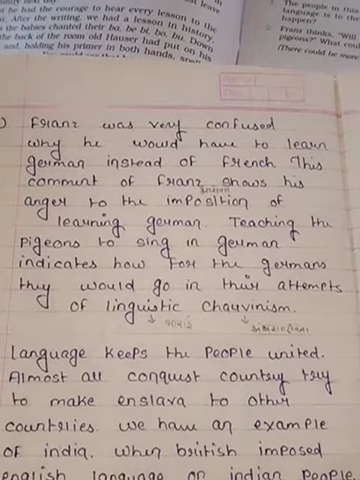 leave
he had the courage to hear every lesson to the
After the writing, we had a lesson in history,
the babies chanted their ba, be bi, bo, bu. Down
the back of the room old Hauser had put on his
and, holding his primer in both hands,
The people in this
language is to the
happen?
2. Franz thinks, "Will
pigeons?" What
(There could be more
Franz was very confused
why he would have to learn
german instead of french This
comment of Franz shows his
anger to the imposition of
learning german. Teaching the
pigeons to sing in german
indicates how for the germans
they would go in their attempts
of linguistic chauvinism.
language keeps the people united.
Almost all conquest country try
to make enslava to other
countries. we have an example
of india. when british imposed
english language on indian people.